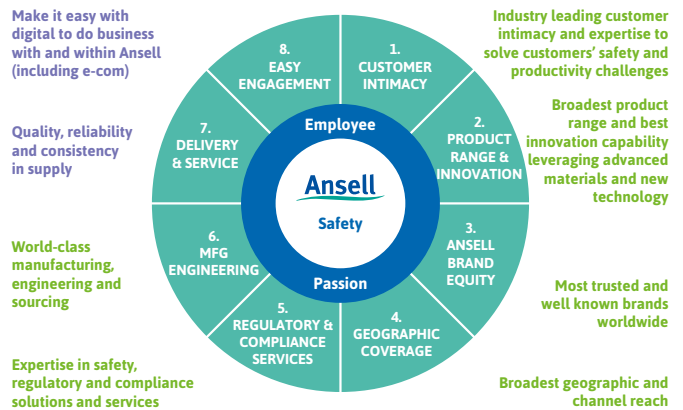 Make it easy with
digital to do business
with and within Ansell
(including e-com)
Industry leading customer
intimacy and expertise to
solve customers’ safety and
productivity challenges
8.
EASY
ENGAGEMENT
1.
CUSTOMER
INTIMACY
Quality, reliability
and consistency
in supply
7.
DELIVERY
& SERVICE
Employee
2.
PRODUCT
RANGE &
INNOVATION
Broadest product
range and best
innovation capability
leveraging advanced
materials and new
technology
Ansell
Safety
Passion
World-class
manufacturing,
engineering and
sourcing
6.
MFG
ENGINEERING
3.
ANSELL
BRAND
EQUITY
Most trusted and
well known brands
worldwide
5.
REGULATORY &
COMPLIANCE
SERVICES
4.
GEOGRAPHIC
COVERAGE
Expertise in safety,
regulatory and compliance
solutions and services
Broadest geographic and
channel reach